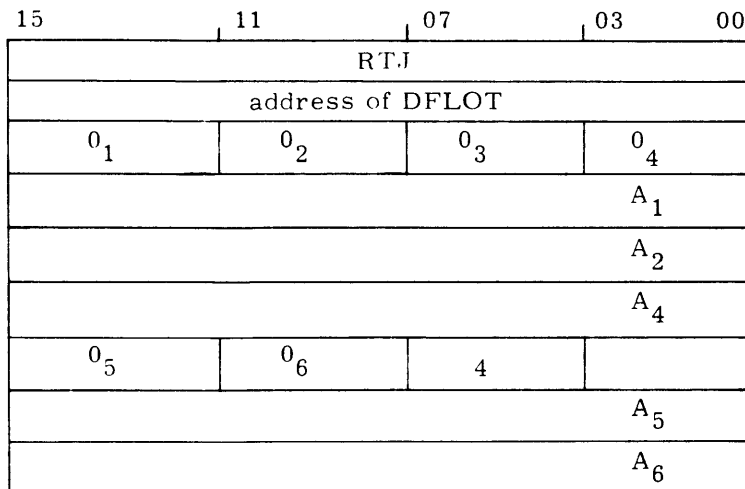 15 11 07 03 00
RTJ
address of DFLOT
0₁ 0₂ 0₃ 0₄
A₁
A₂
A₄
0₅ 0₆ 4
A₅
A₆